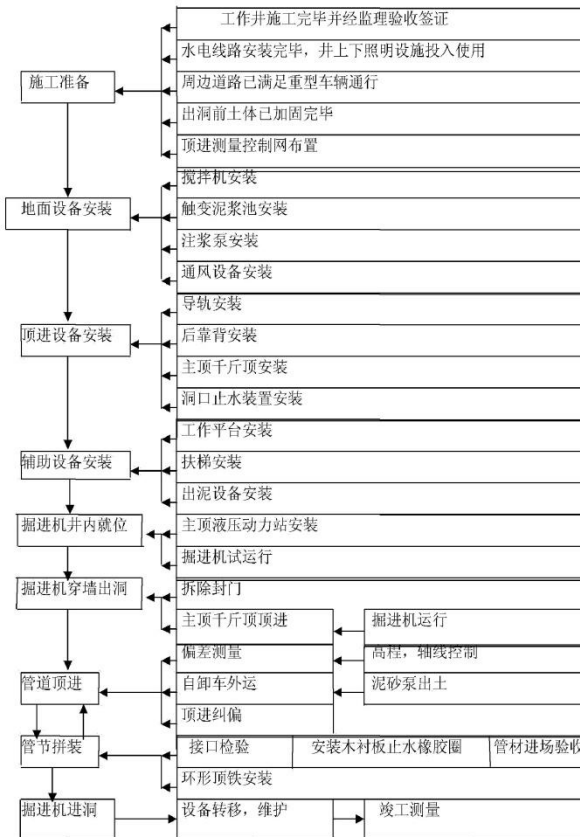 工作井施工完毕并经监理验收签证
水电线路安装完毕，井上下照明设施投入使用
施工准备
周边道路已满足重型车辆通行
出洞前土体已加固完毕
顶进测量控制网布置
搅拌机安装
地面设备安装
触变泥浆池安装
注浆泵安装
通风设备安装
导轨安装
顶进设备安装
后靠背安装
主顶千斤顶安装
洞口止水装置安装
工作平台安装
辅助设备安装
扶梯安装
出泥设备安装
掘进机井内就位
主顶液压动力站安装
掘进机试运行
掘进机穿墙出洞
拆除封门
主顶千斤顶顶进
掘进机运行
偏差测量
高程，轴线控制
管道顶进
自卸车外运
泥砂泵出土
顶进纠偏
管节拼装
接口检验
安装木衬板止水橡胶圈
管材进场验收
环形顶铁安装
掘进机进洞
设备转移，维护
竣工测量